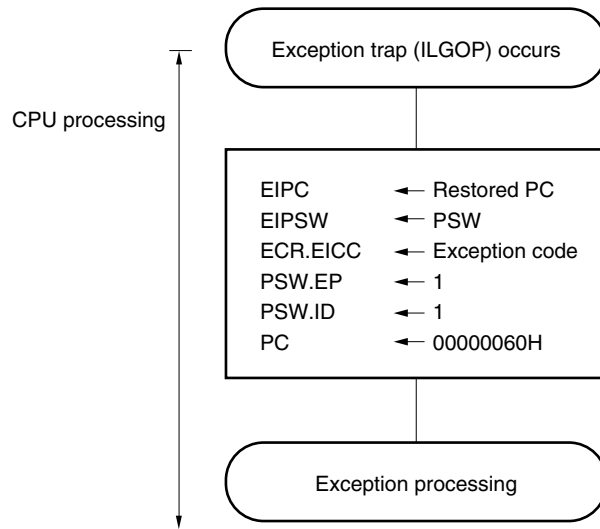 Exception trap (ILGOP) occurs
CPU processing
EIPC ← Restored PC
EIPSW ← PSW
ECR.EICC ← Exception code
PSW.EP ← 1
PSW.ID ← 1
PC ← 00000060H
Exception processing